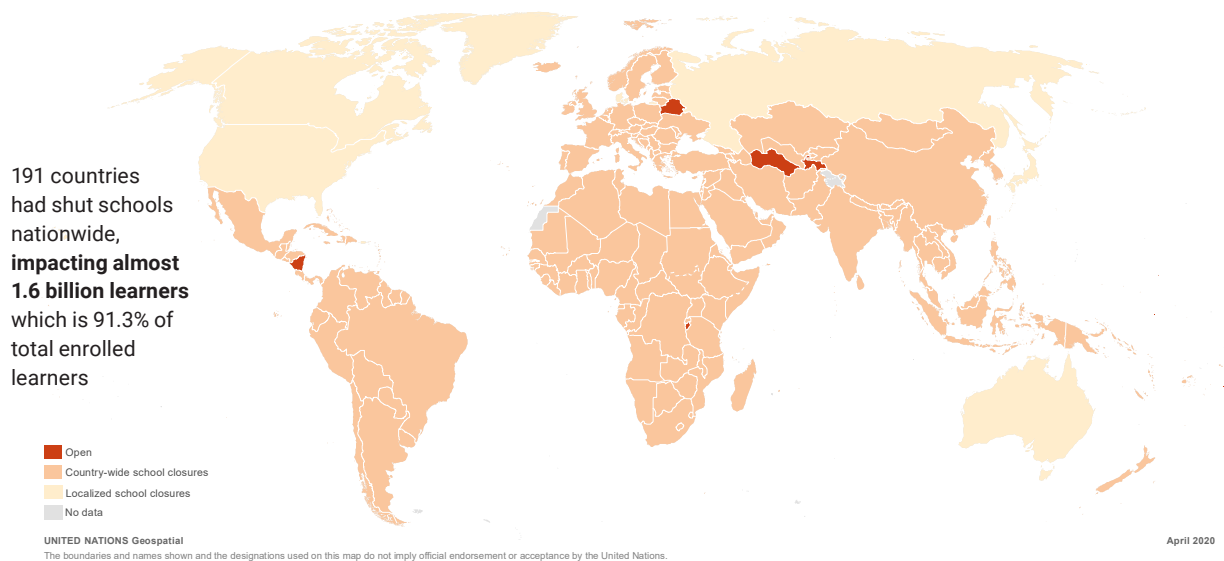 191 countries
had shut schools
nationwide,
impacting almost
1.6 billion learners
which is 91.3% of
total enrolled
learners
Open
Country-wide school closures
Localized school closures
No data
UNITED NATIONS Geospatial
April 2020
The boundaries and names shown and the designations used on this map do not imply official endorsement or acceptance by the United Nations.